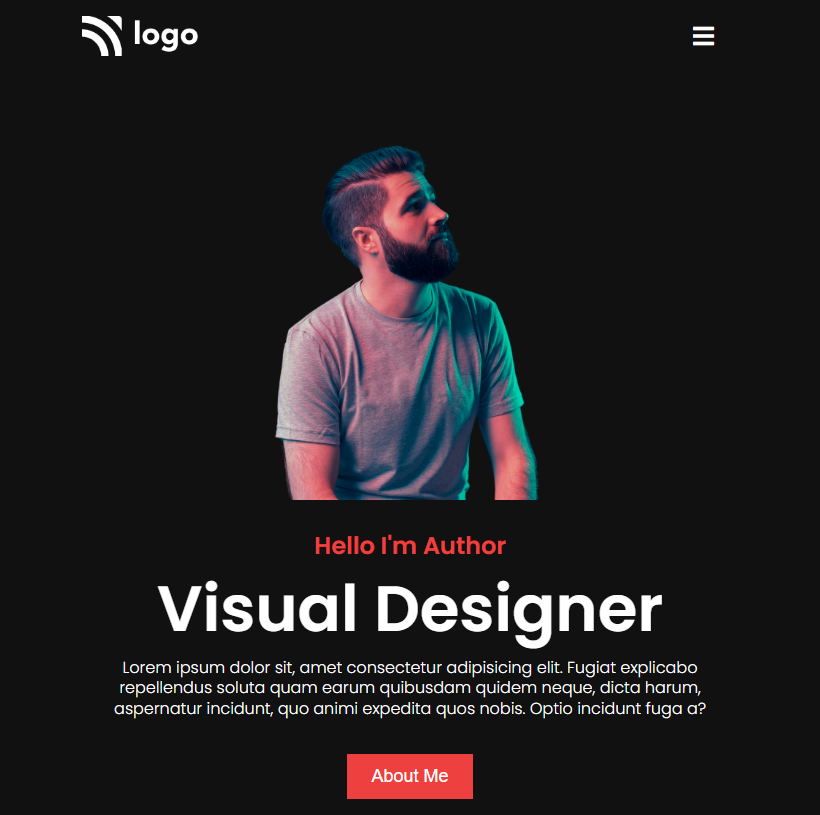 logo
Hello I'm Author
Visual Designer
Lorem ipsum dolor sit, amet consectetur adipisicing elit. Fugiat explicabo
repellendus soluta quam earum quibusdam quidem neque, dicta harum,
aspernatur incidunt, quo animi expedita quos nobis. Optio incidunt fuga a?
About Me